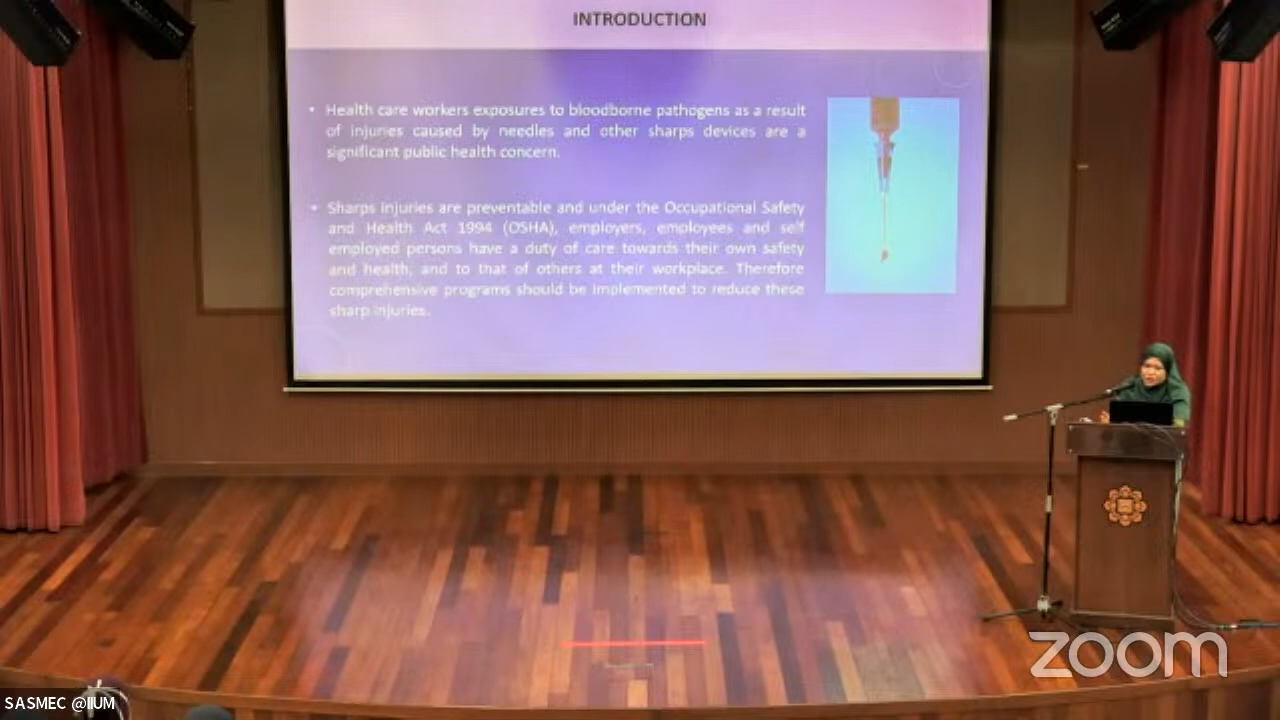 INTRODUCTION
• Health care workers exposures to bloodborne pathogens as a result
of injuries caused by needles and other sharps devices are a
significant public health concern.
• Sharps injuries are preventable and under the Occupational Safety
and Health Act 1994 (OSHA), employers, employees and self
employed persons have a duty of care towards their own safety
and health, and to that of others at their workplace. Therefore
comprehensive programs should be implemented to reduce these
sharp injuries.
zoom
SASMEC @IIUM